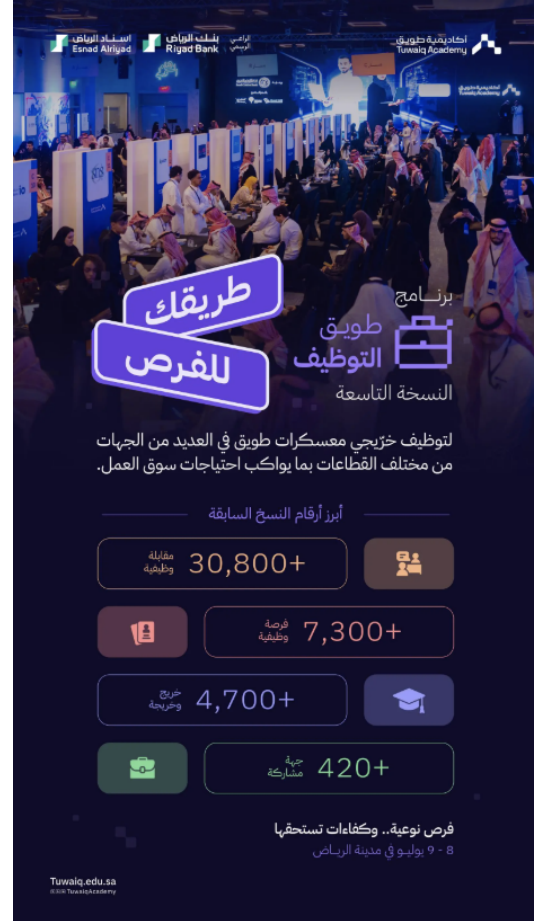 أكاديمية طويق
Tuwaiq Academy
الراعي الرسمي
بنك الرياض
Riyad Bank
اسناد الرياض
Esnad Alriyad
برنــامج
طويق
التوظيف
النسخة التاسعة
طريقك
للفرص
لتوظيف خرّيجي معسكرات طويق في العديد من الجهات
من مختلف القطاعات بما يواكب احتياجات سوق العمل.
أبرز أرقام النسخ السابقة
30,800+ مقابلة وظيفية
7,300+ فرصة وظيفية
4,700+ خريج وخريجة
420+ جهة مشاركة
فرص نوعية.. وكفاءات تستحقها
8 - 9 يوليـو في مدينة الريـاض
Tuwaiq.edu.sa
TuwaiqAcademy